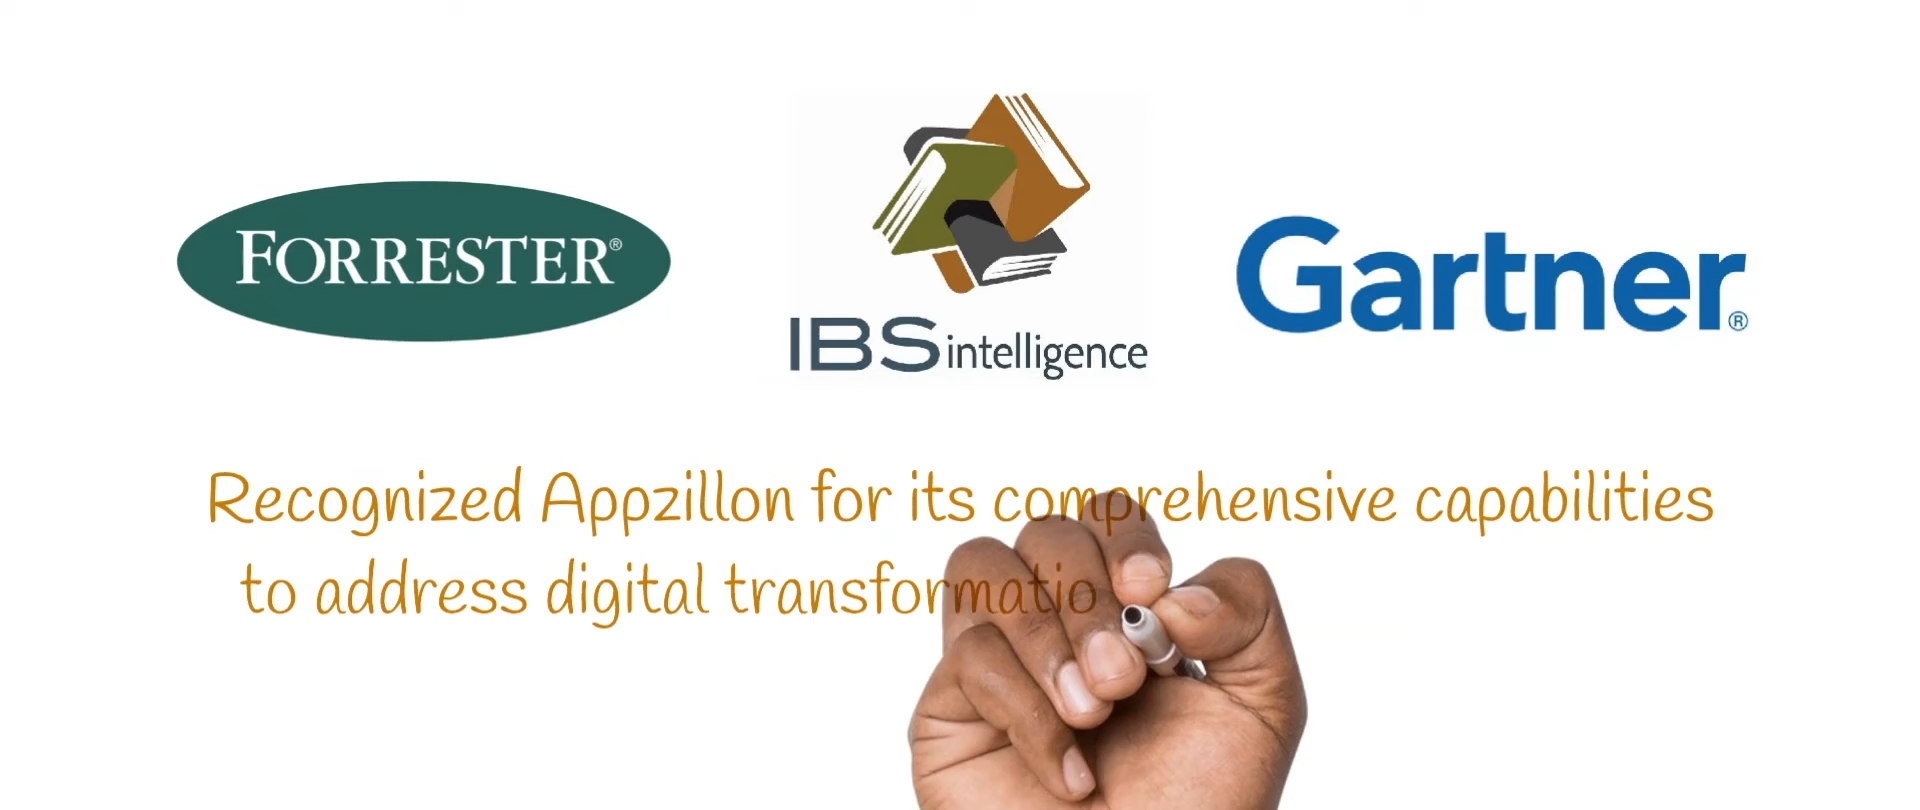 FORRESTER®
IBS intelligence
Gartner®
Recognized Appzillon for its comprehensive capabilities
to address digital transformatio